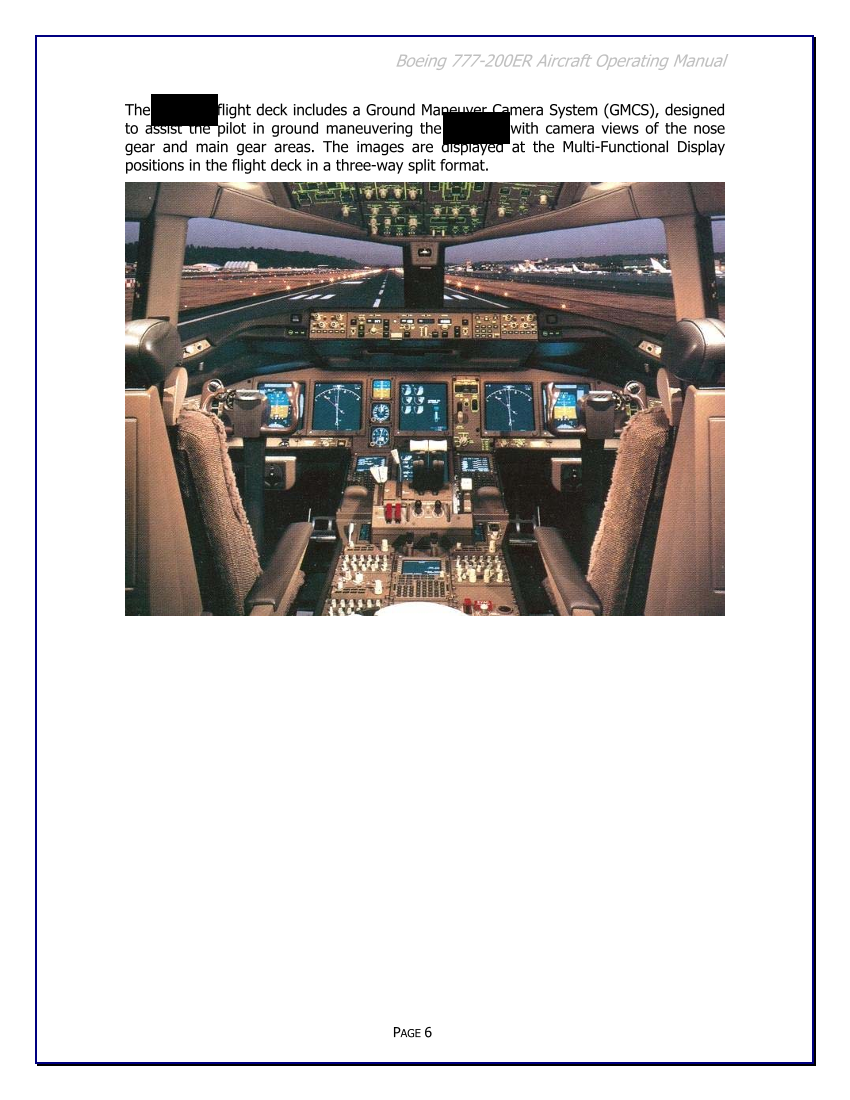 Boeing 777-200ER Aircraft Operating Manual
The flight deck includes a Ground Maneuver Camera System (GMCS), designed
to assist the pilot in ground maneuvering the with camera views of the nose
gear and main gear areas. The images are displayed at the Multi-Functional Display
positions in the flight deck in a three-way split format.
PAGE 6